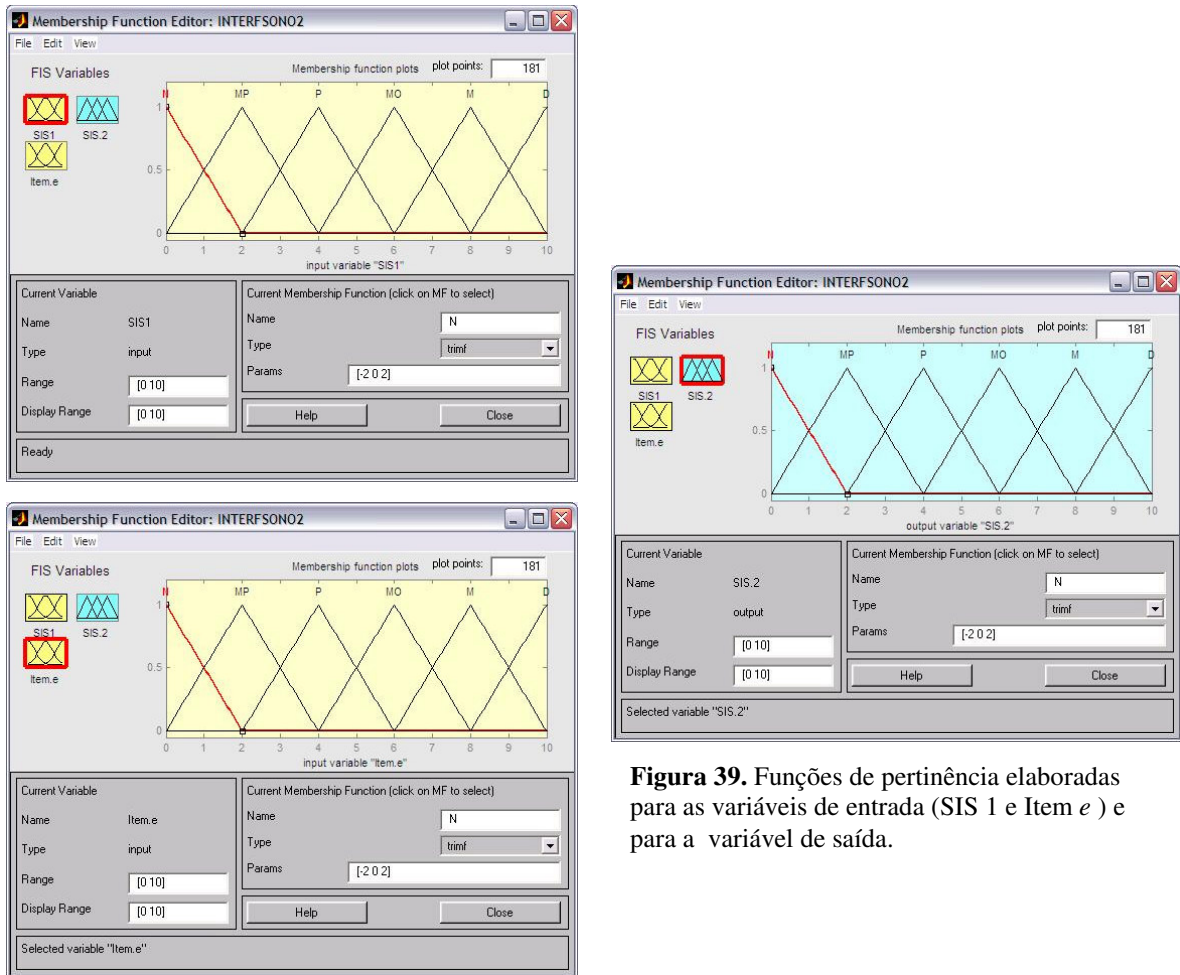 Membership Function Editor: INTERFSONO2
File Edit View
FIS Variables
Membership function plots plot points: 181
N MP P MO M D
1
SIS1 SIS.2
0.5
Item.e
0
0 1 2 3 4 5 6 7 8 9 10
input variable "SIS1"
Current Variable
Name SIS1
Type input
Range [0 10]
Display Range [0 10]
Current Membership Function (click on MF to select)
Name N
Type trimf
Params [-2 0 2]
Help Close
Ready
Membership Function Editor: INTERFSONO2
File Edit View
FIS Variables
Membership function plots plot points: 181
N MP P MO M D
1
SIS1 SIS.2
0.5
Item.e
0
0 1 2 3 4 5 6 7 8 9 10
input variable "Item.e"
Current Variable
Name Item.e
Type input
Range [0 10]
Display Range [0 10]
Current Membership Function (click on MF to select)
Name N
Type trimf
Params [-2 0 2]
Help Close
Selected variable "Item.e"
Membership Function Editor: INTERFSONO2
File Edit View
FIS Variables
Membership function plots plot points: 181
N MP P MO M D
1
SIS1 SIS.2
0.5
Item.e
0
0 1 2 3 4 5 6 7 8 9 10
output variable "SIS.2"
Current Variable
Name SIS.2
Type output
Range [0 10]
Display Range [0 10]
Current Membership Function (click on MF to select)
Name N
Type trimf
Params [-2 0 2]
Help Close
Selected variable "SIS.2"
Figura 39. Funções de pertinência elaboradas
para as variáveis de entrada (SIS 1 e Item e ) e
para a variável de saída.